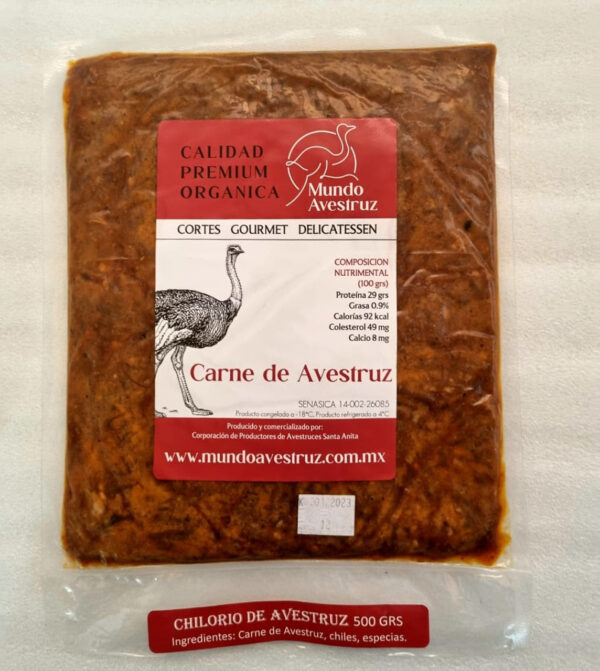 CALIDAD
PREMIUM
ORGANICA
Mundo
Avestruz
CORTES GOURMET DELICATESSEN
COMPOSICION
NUTRIMENTAL
(100 grs)
Proteína 29 grs
Grasa 0.9%
Calorías 92 kcal
Colesterol 49 mg
Calcio 8 mg
Carne de Avestruz
SENASICA 14-002-26085
Producto congelado a -18°C, Producto refrigerado a 4°C
Producido y comercializado por:
Corporación de Productores de Avestruces Santa Anita
www.mundoavestruz.com.mx
2023
12
CHILORIO DE AVESTRUZ 500 GRS
Ingredientes: Carne de Avestruz, chiles, especias.